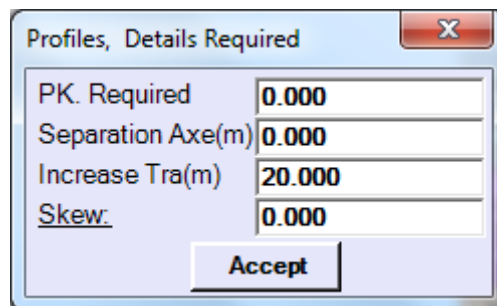 Profiles, Details Required
PK. Required 0.000
Separation Axe(m) 0.000
Increase Tra(m) 20.000
Skew: 0.000
Accept